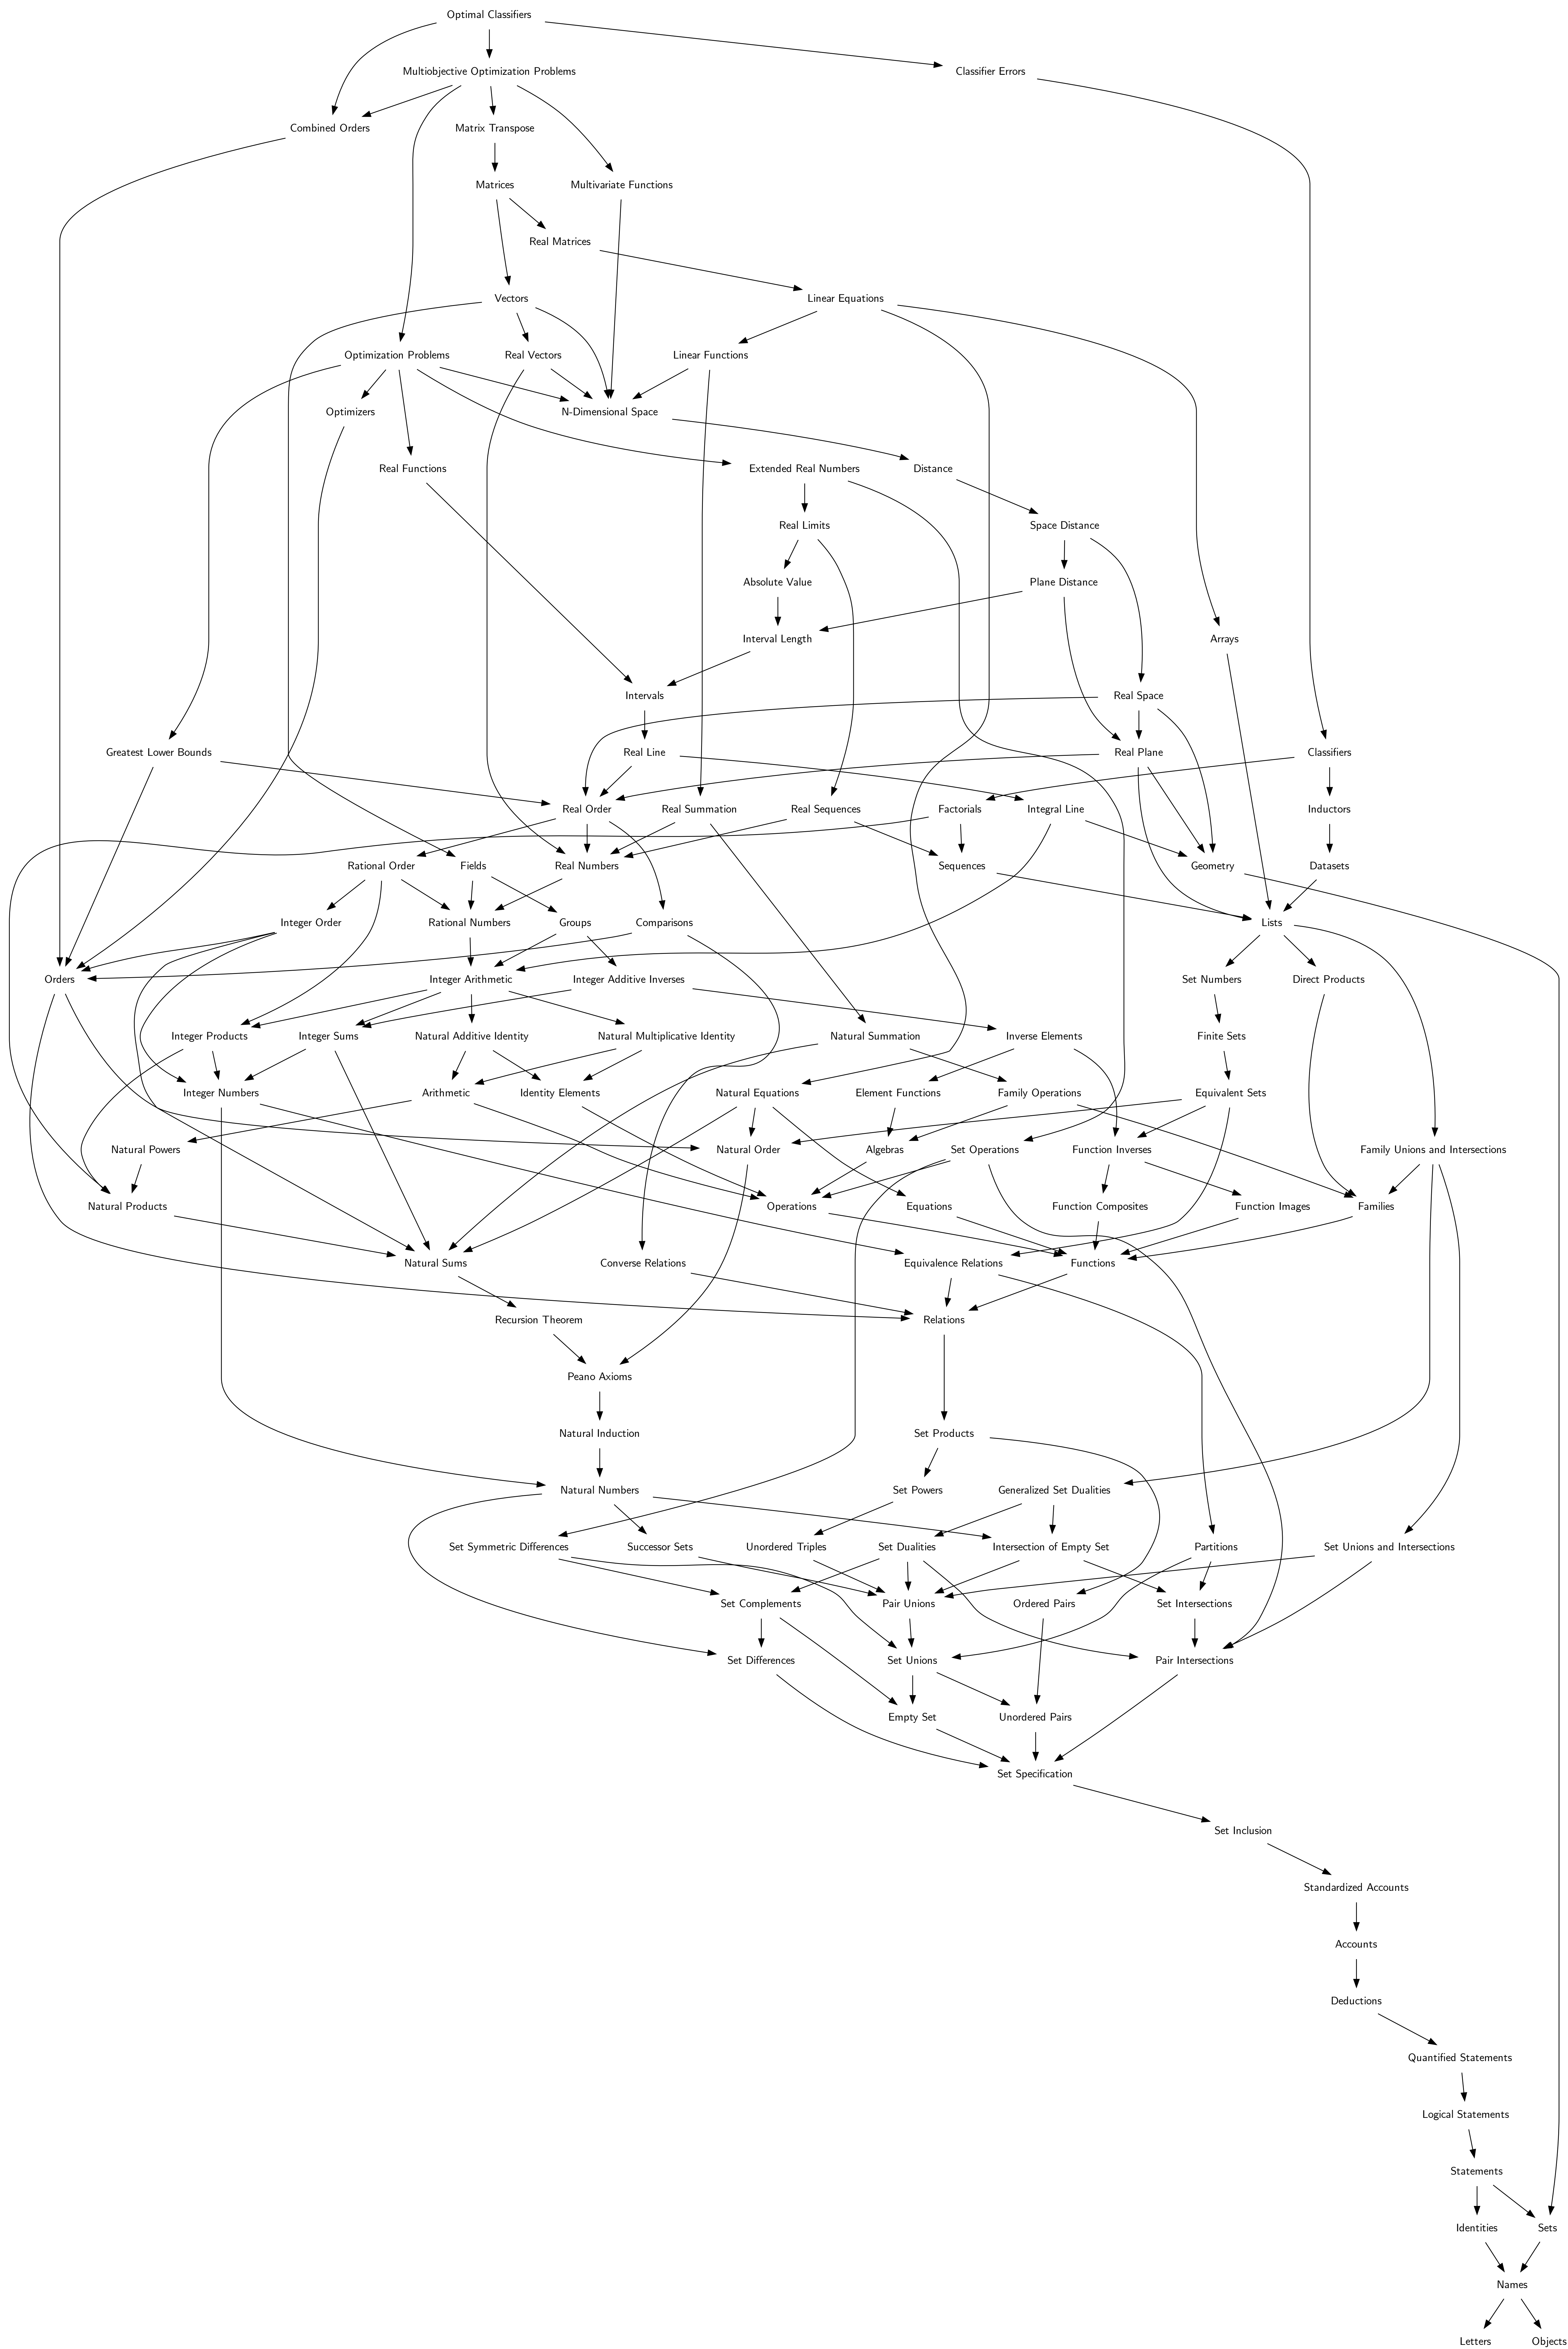 Optimal Classifiers
Multiobjective Optimization Problems
Classifier Errors
Combined Orders
Matrix Transpose
Matrices
Multivariate Functions
Real Matrices
Vectors
Linear Equations
Optimization Problems
Real Vectors
Linear Functions
Optimizers
N-Dimensional Space
Real Functions
Extended Real Numbers
Distance
Real Limits
Space Distance
Absolute Value
Plane Distance
Interval Length
Arrays
Intervals
Real Space
Greatest Lower Bounds
Real Line
Real Plane
Classifiers
Real Order
Real Summation
Real Sequences
Factorials
Integral Line
Inductors
Rational Order
Fields
Real Numbers
Sequences
Geometry
Datasets
Integer Order
Rational Numbers
Groups
Comparisons
Lists
Orders
Integer Arithmetic
Integer Additive Inverses
Set Numbers
Direct Products
Integer Products
Integer Sums
Natural Additive Identity
Natural Multiplicative Identity
Natural Summation
Inverse Elements
Finite Sets
Integer Numbers
Arithmetic
Identity Elements
Natural Equations
Element Functions
Family Operations
Equivalent Sets
Natural Powers
Natural Order
Algebras
Set Operations
Function Inverses
Family Unions and Intersections
Natural Products
Operations
Equations
Function Composites
Function Images
Families
Natural Sums
Converse Relations
Equivalence Relations
Functions
Recursion Theorem
Relations
Peano Axioms
Natural Induction
Set Products
Natural Numbers
Set Powers
Generalized Set Dualities
Set Symmetric Differences
Successor Sets
Unordered Triples
Set Dualities
Intersection of Empty Set
Partitions
Set Unions and Intersections
Set Complements
Pair Unions
Ordered Pairs
Set Intersections
Set Differences
Set Unions
Pair Intersections
Empty Set
Unordered Pairs
Set Specification
Set Inclusion
Standardized Accounts
Accounts
Deductions
Quantified Statements
Logical Statements
Statements
Identities
Sets
Names
Letters
Objects